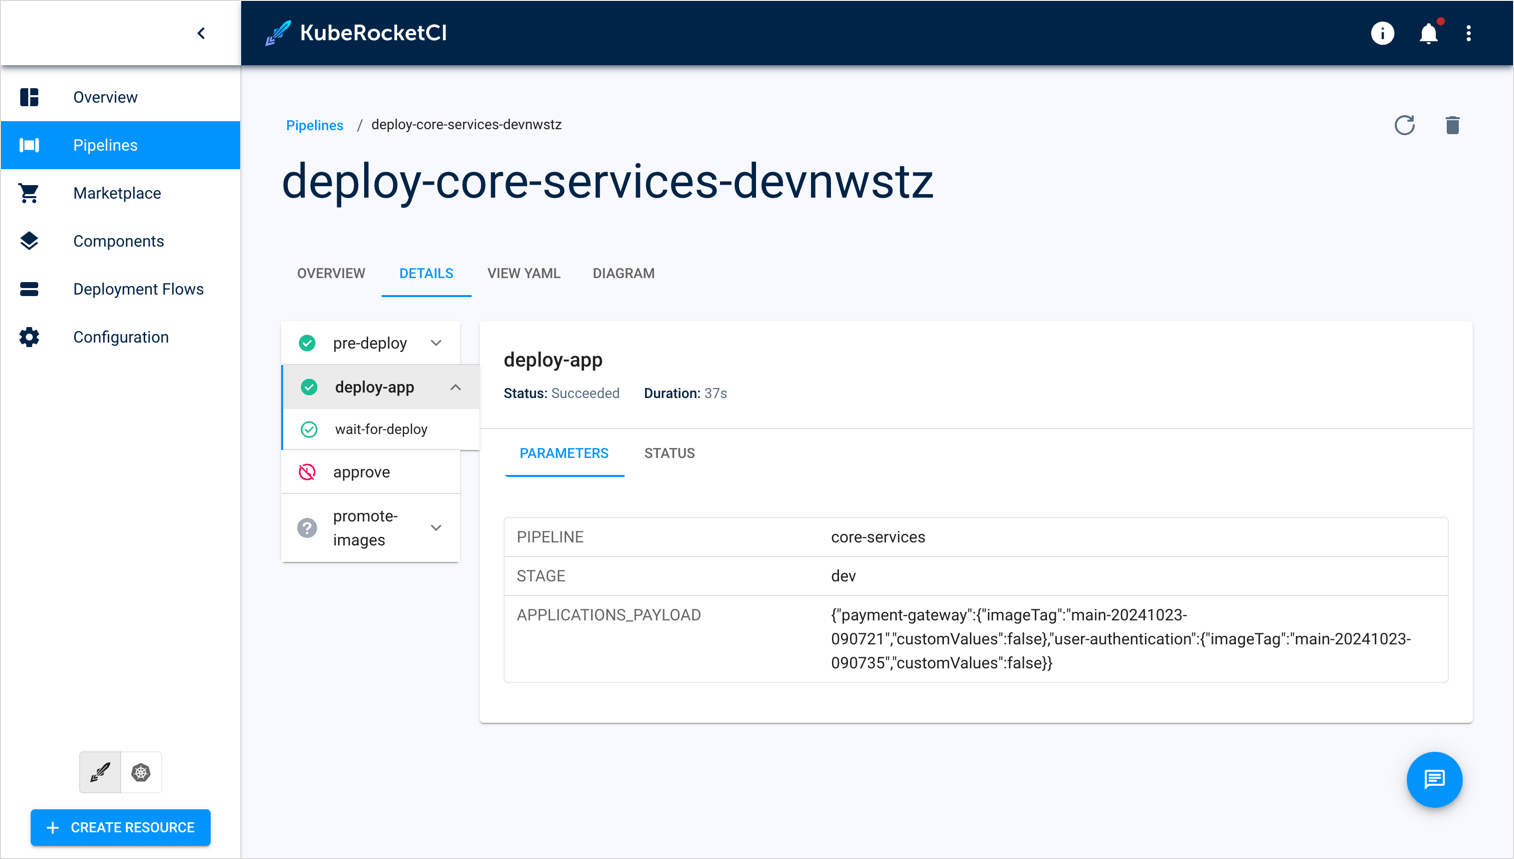 KubeRocketCI
Overview
Pipelines
Marketplace
Components
Deployment Flows
Configuration
CREATE RESOURCE
Pipelines / deploy-core-services-devnwstz
deploy-core-services-devnwstz
OVERVIEW DETAILS VIEW YAML DIAGRAM
pre-deploy
deploy-app
wait-for-deploy
approve
promote-
images
deploy-app
Status: Succeeded Duration: 37s
PARAMETERS STATUS
PIPELINE core-services
STAGE dev
APPLICATIONS_PAYLOAD {"payment-gateway":{"imageTag":"main-20241023-
090721","customValues":false},"user-authentication":{"imageTag":"main-20241023-
090735","customValues":false}}